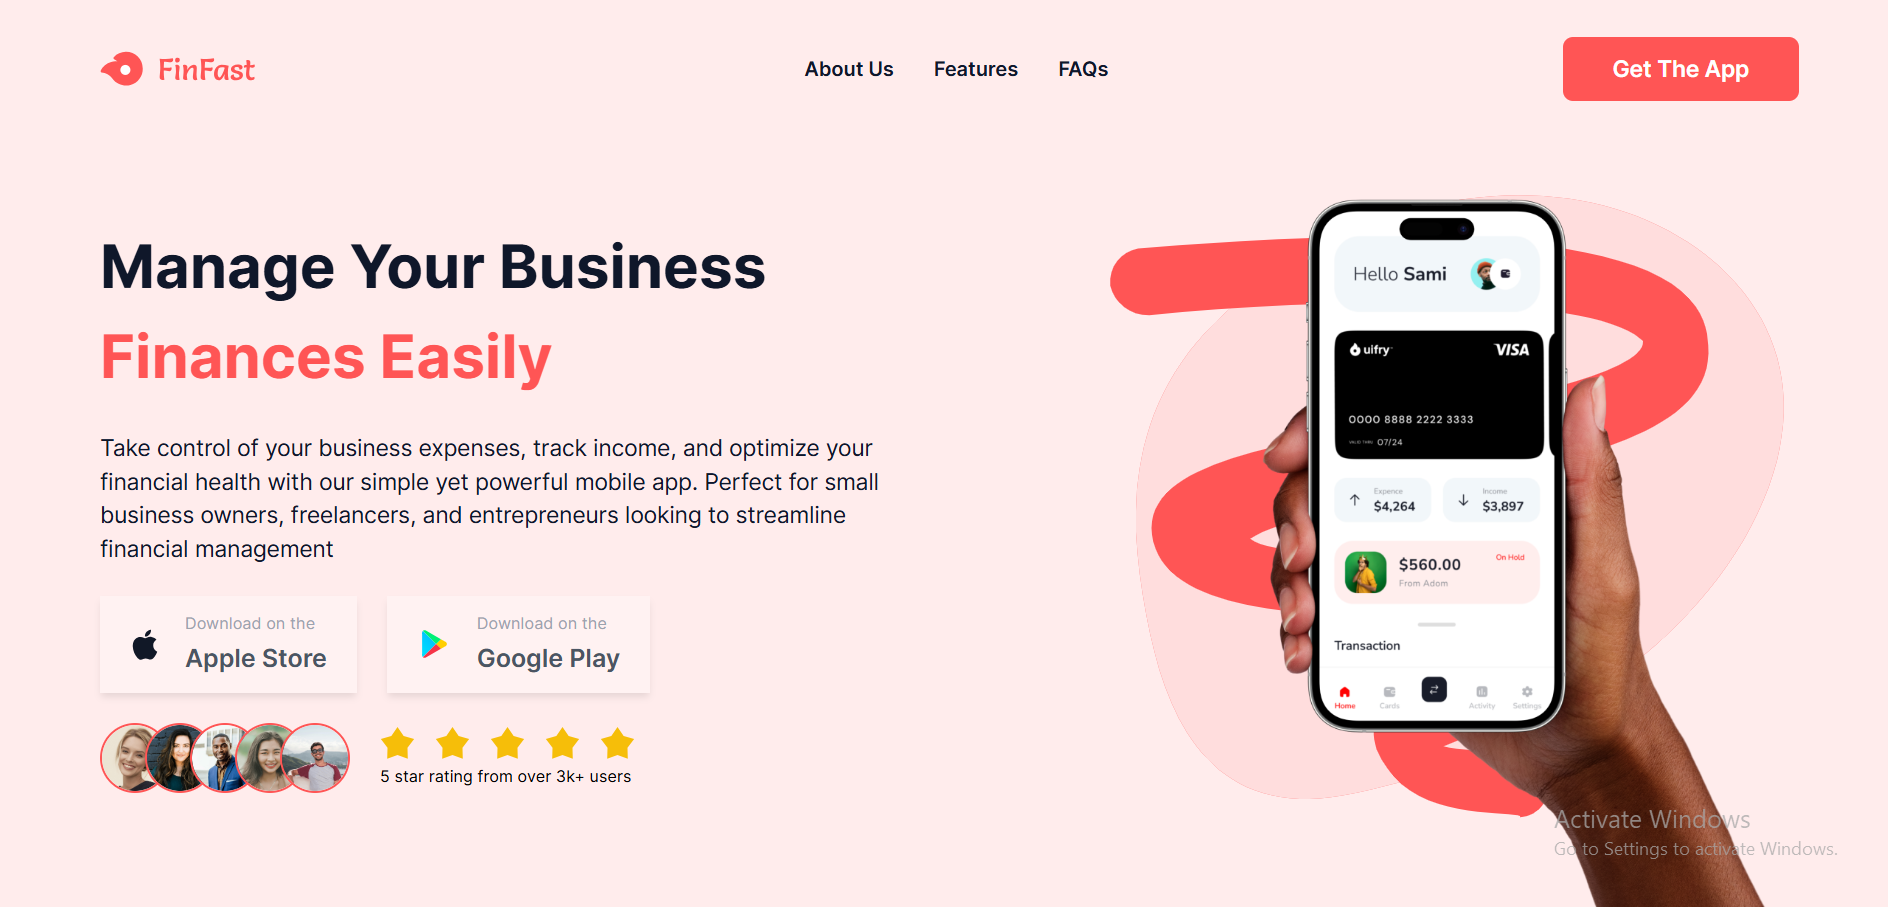 FinFast
About Us
Features
FAQs
Get The App
Manage Your Business
Finances Easily
Take control of your business expenses, track income, and optimize your
financial health with our simple yet powerful mobile app. Perfect for small
business owners, freelancers, and entrepreneurs looking to streamline
financial management
Download on the
Apple Store
Download on the
Google Play
5 star rating from over 3k+ users
Hello Sami
uifry
VISA
0000 8888 2222 3333
VALID THRU 07/24
Expence
$4,264
Income
$3,897
$560.00
On Hold
From Adom
Transaction
Home
Cards
Activity
Settings
Activate Windows
Go to Settings to activate Windows.